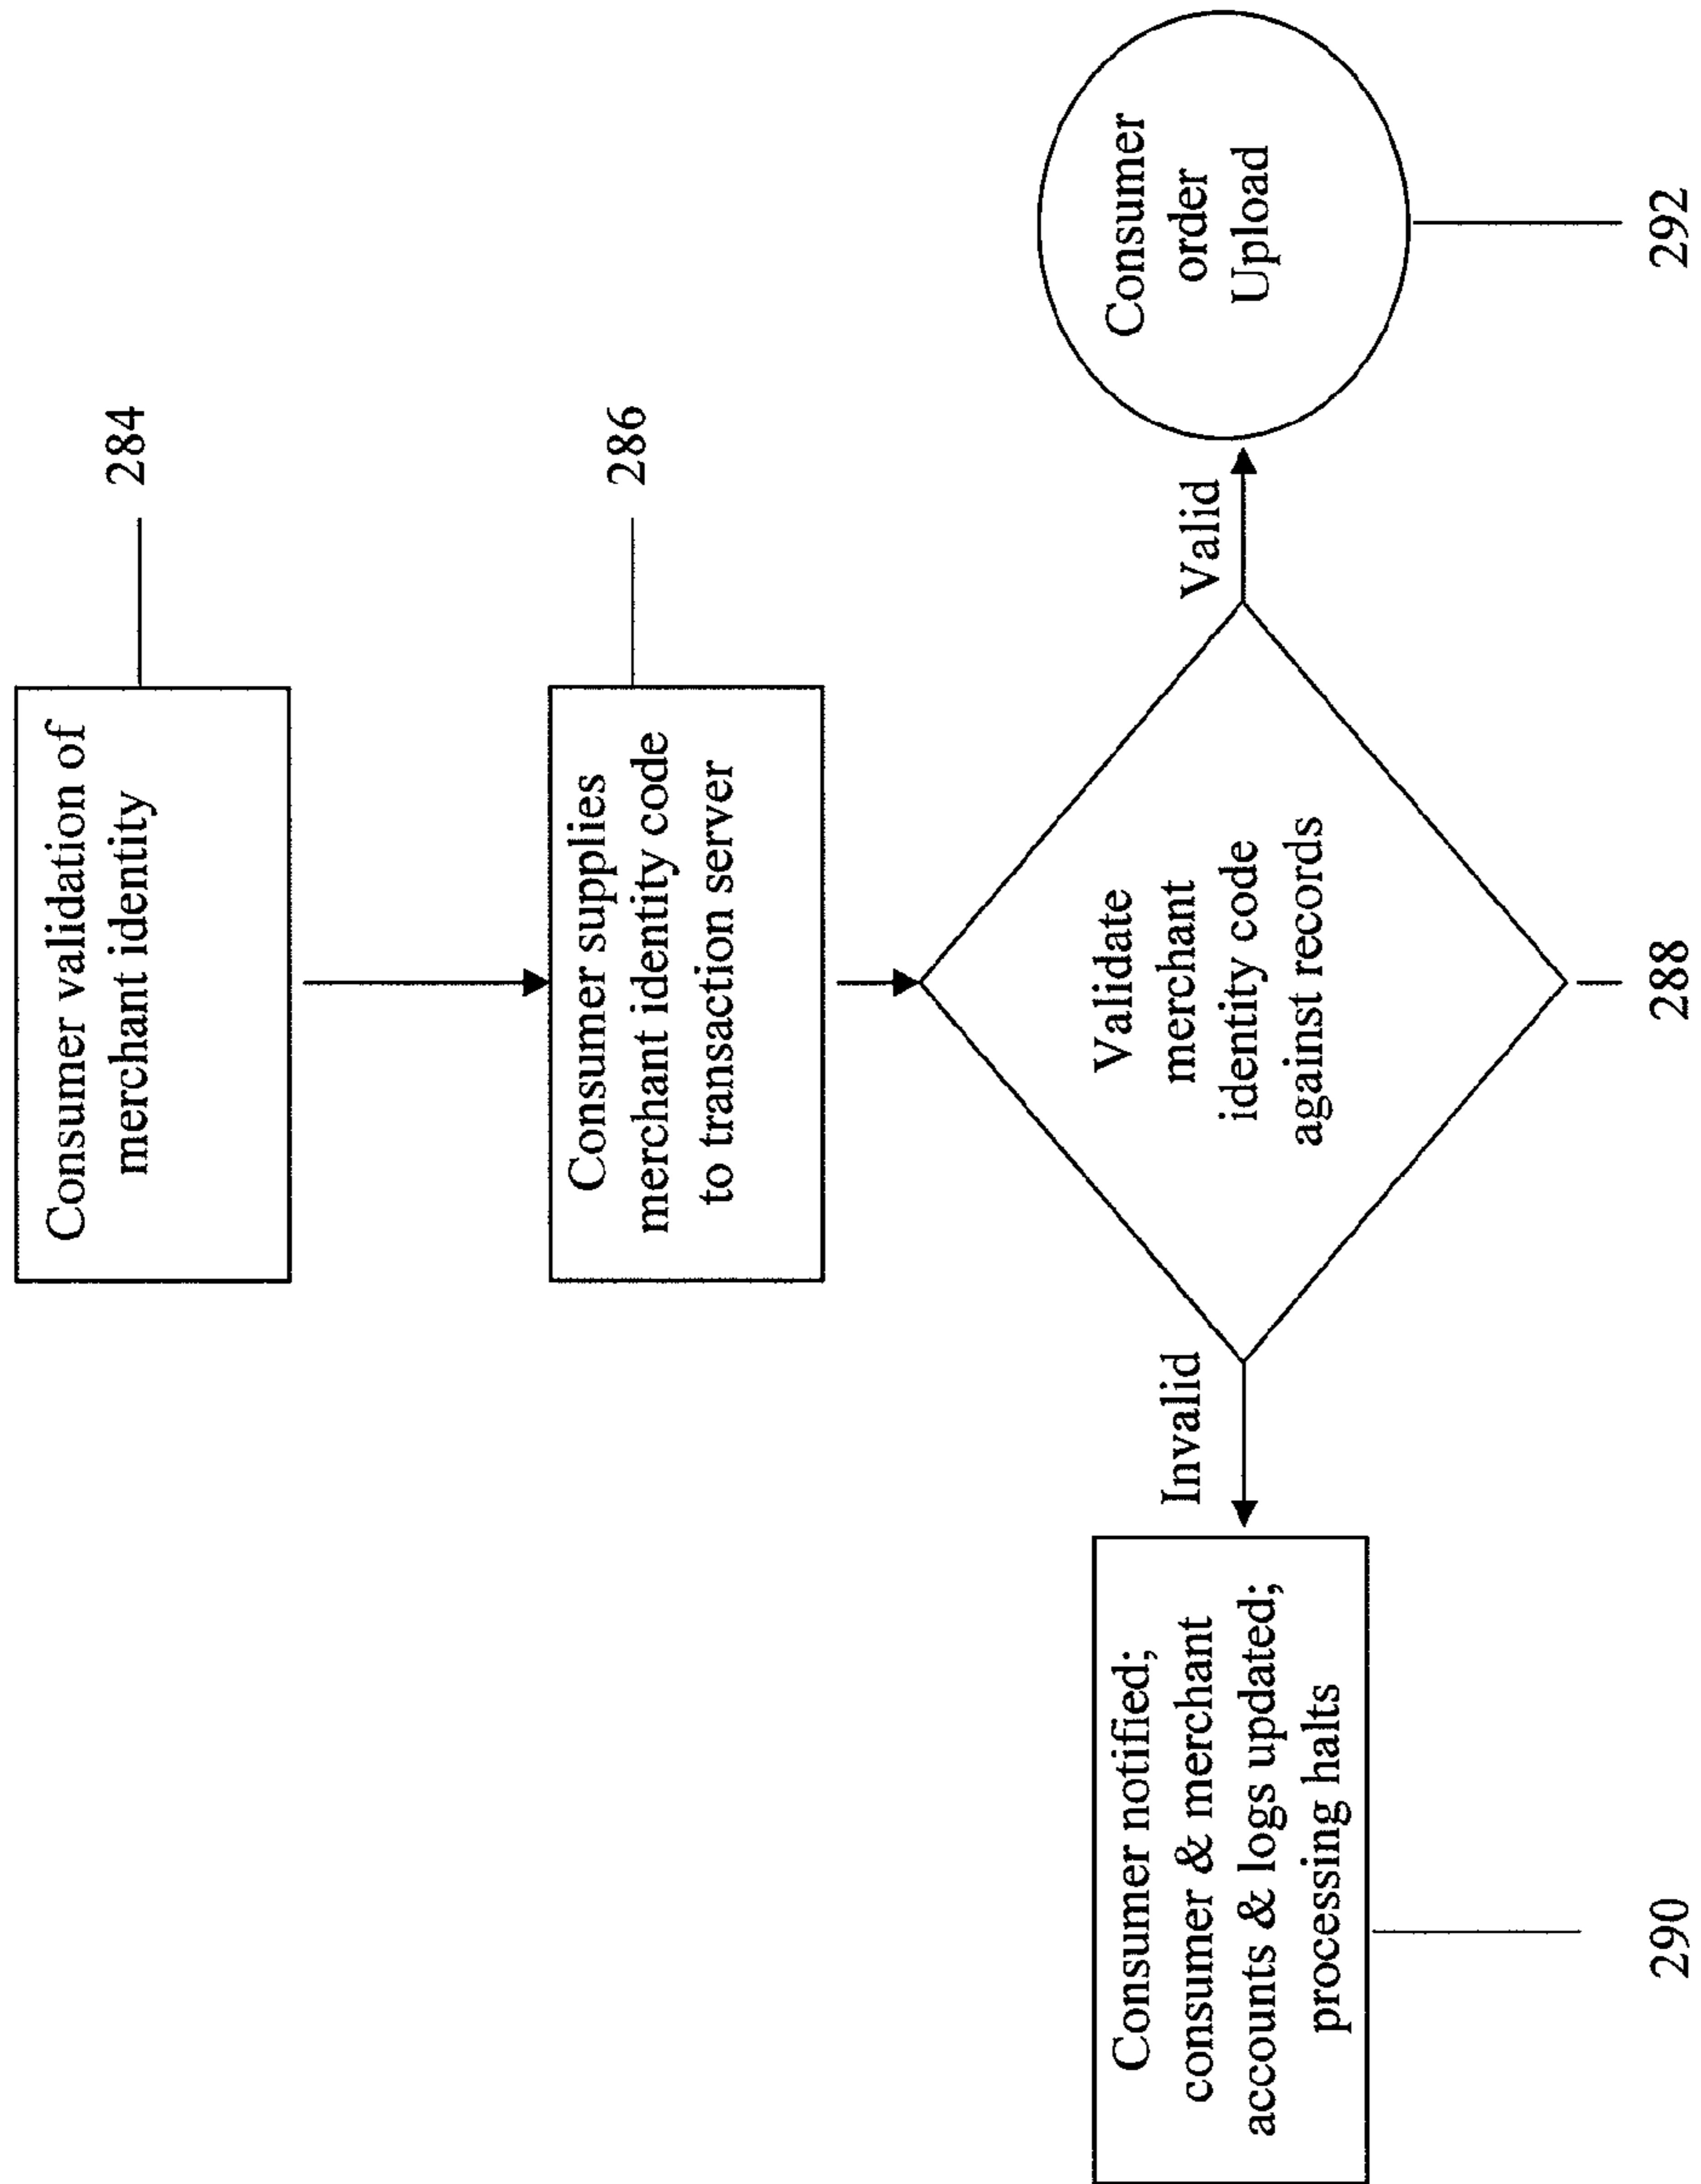 Consumer validation of
merchant identity
284
Consumer supplies
merchant identity code
to transaction server
286
Validate
merchant
identity code
against records
288
Invalid
Valid
Consumer notified;
consumer & merchant
accounts & logs updated;
processing halts
290
Consumer
order
Upload
292